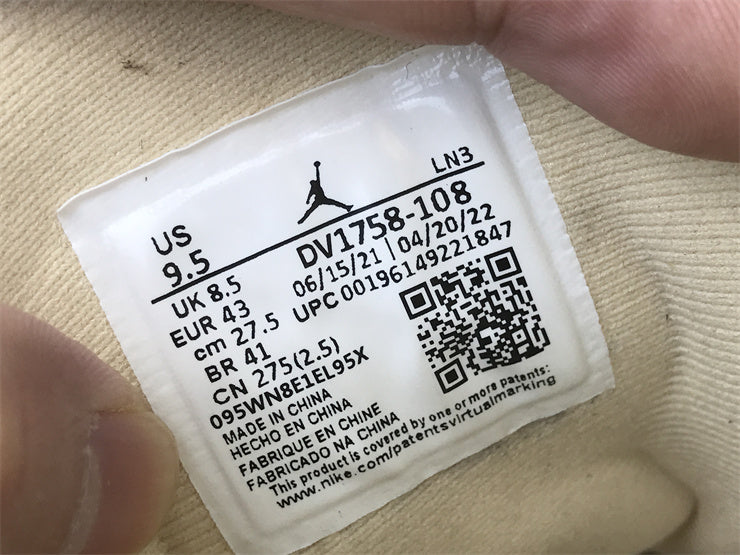 LN3
US
9.5
DV1758-108
06/15/21 | 04/20/22
UPC 00196149221847
UK 8.5
EUR 43
cm 27.5
BR 41
CN 275(2.5)
095WN8E1EL95X
MADE IN CHINA
HECHO EN CHINA
FABRIQUE EN CHINE
FABRICADO NA CHINA
This product is covered by one or more patents:
www.nike.com/patentsvirtualmarking